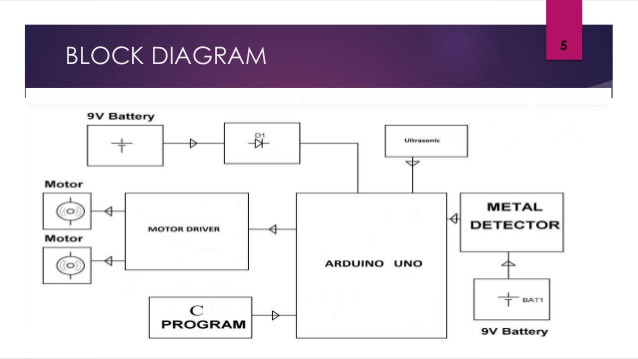 BLOCK DIAGRAM
5
9V Battery
D1
Ultrasonic
Motor
Motor
MOTOR DRIVER
METAL
DETECTOR
ARDUINO UNO
C
PROGRAM
BAT1
9V Battery